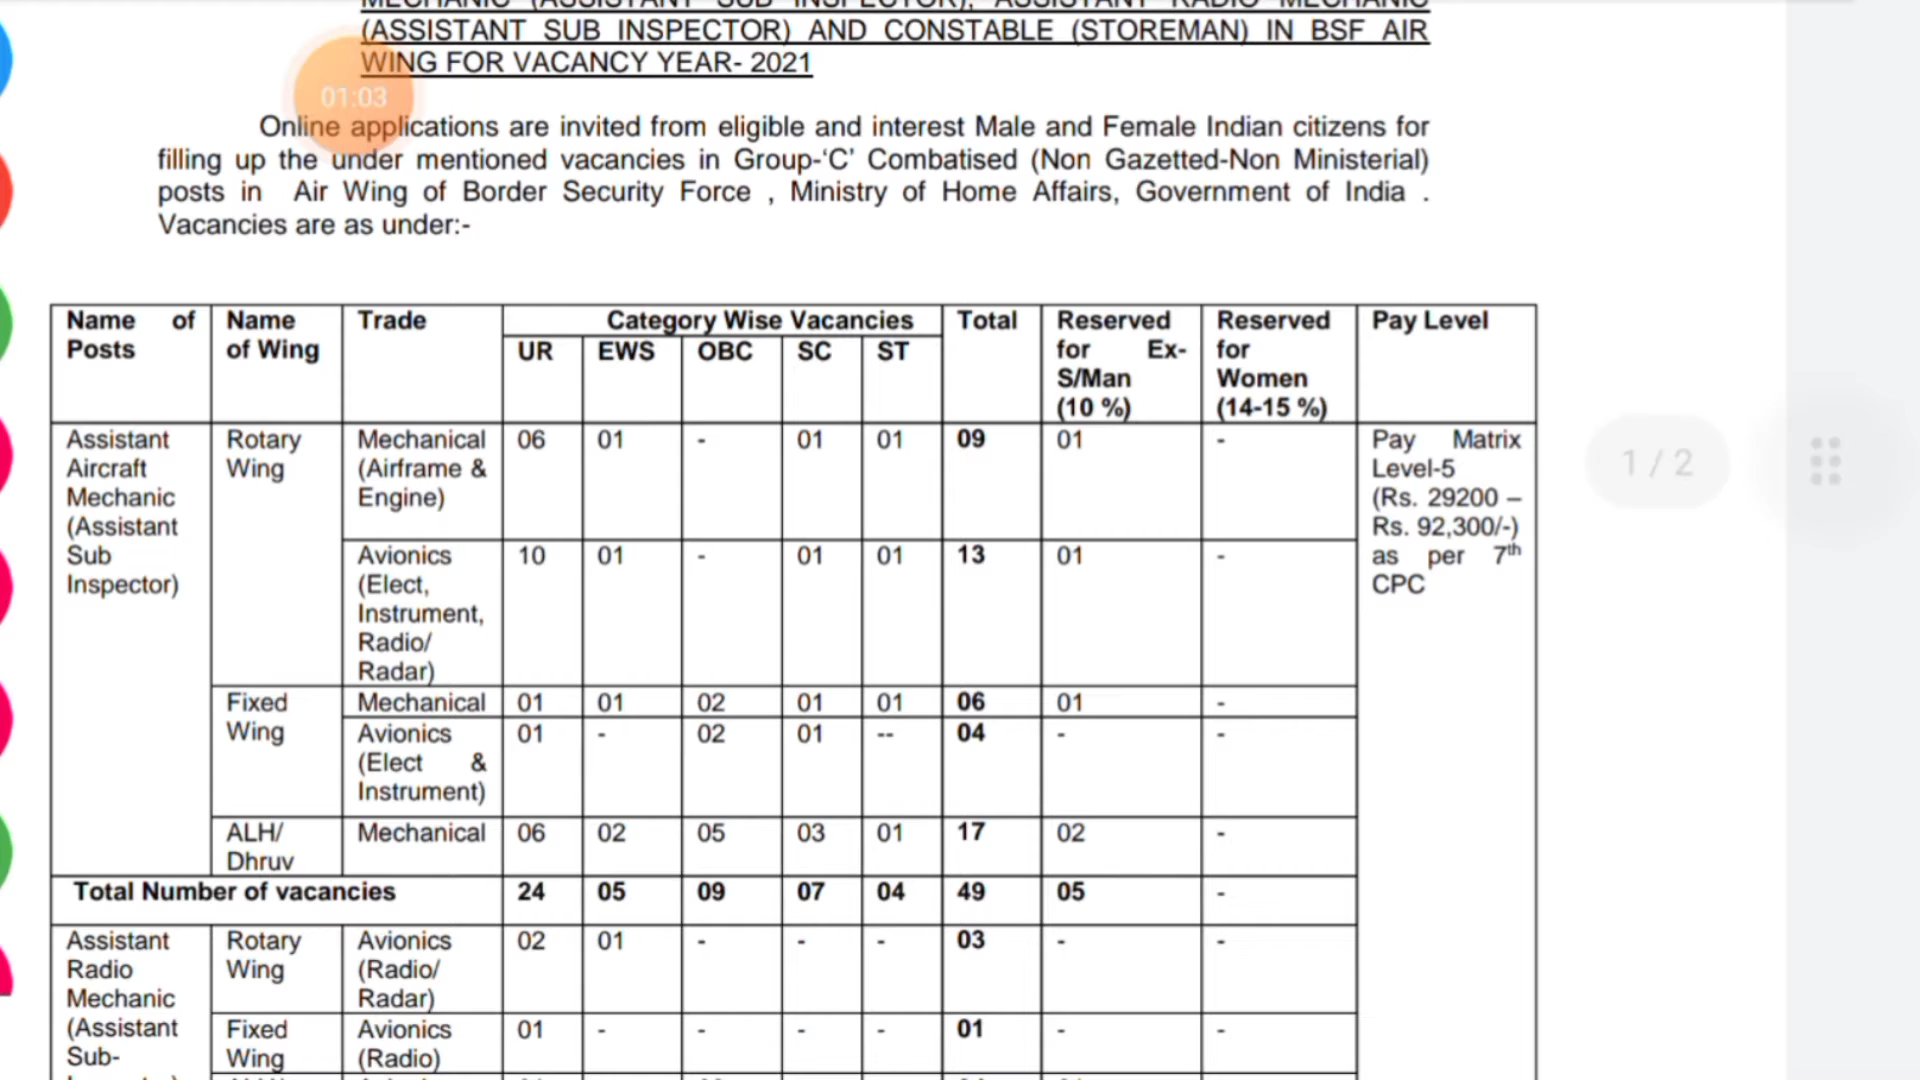 MECHANIC (ASSISTANT SUB INSPECTOR), ASSISTANT RADIO MECHANIC
(ASSISTANT SUB INSPECTOR) AND CONSTABLE (STOREMAN) IN BSF AIR
WING FOR VACANCY YEAR- 2021
01:03
Online applications are invited from eligible and interest Male and Female Indian citizens for
filling up the under mentioned vacancies in Group-‘C’ Combatised (Non Gazetted-Non Ministerial)
posts in Air Wing of Border Security Force , Ministry of Home Affairs, Government of India .
Vacancies are as under:-
Name of Posts Name of Wing Trade Category Wise Vacancies Total Reserved for Ex-S/Man (10 %) Reserved for Women (14-15 %) Pay Level
UR EWS OBC SC ST
Assistant Aircraft Mechanic (Assistant Sub Inspector) Rotary Wing Mechanical (Airframe & Engine) 06 01 - 01 01 09 01 - Pay Matrix Level-5 (Rs. 29200 – Rs. 92,300/-) as per 7th CPC
Avionics (Elect, Instrument, Radio/ Radar) 10 01 - 01 01 13 01 -
Fixed Wing Mechanical 01 01 02 01 01 06 01 -
Avionics (Elect & Instrument) 01 - 02 01 -- 04 - -
ALH/ Dhruv Mechanical 06 02 05 03 01 17 02 -
Total Number of vacancies 24 05 09 07 04 49 05 -
Assistant Radio Mechanic (Assistant Sub- Rotary Wing Avionics (Radio/ Radar) 02 01 - - - 03 - -
Fixed Wing Avionics (Radio) 01 - - - - 01 - -
1 / 2